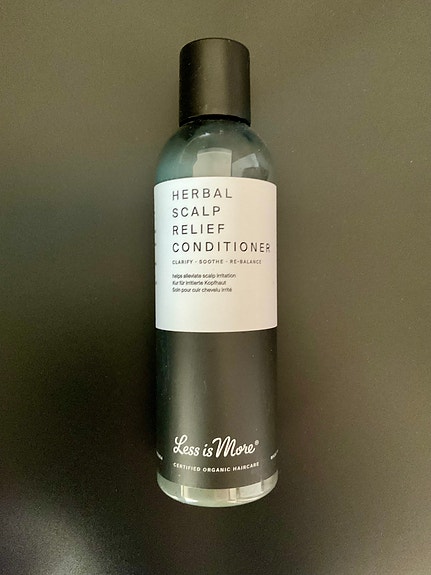 HERBAL
SCALP
RELIEF
CONDITIONER
CLARIFY · SOOTHE · RE-BALANCE
helps alleviate scalp irritation
Kur für irritierte Kopfhaut
Soin pour cuir chevelu irrité
Less is More®
CERTIFIED ORGANIC HAIRCARE